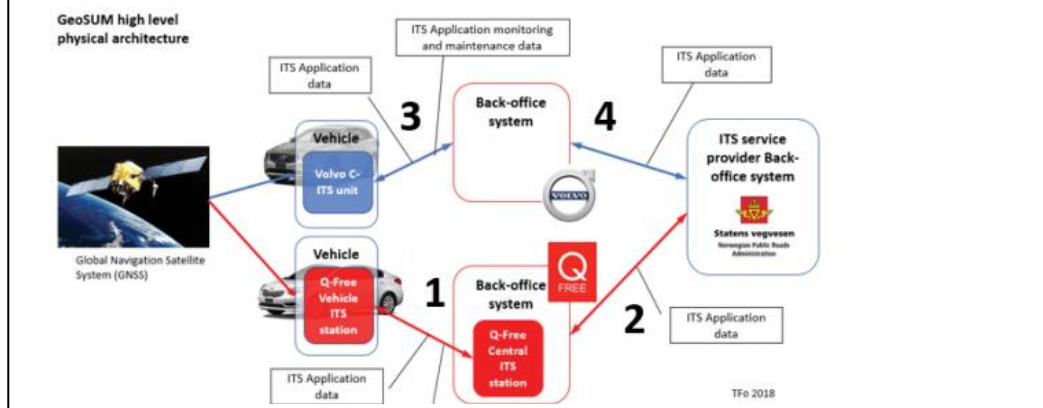 GeoSUM high level
physical architecture
ITS Application monitoring
and maintenance data
ITS Application
data
ITS Application
data
3
Back-office
system
4
Vehicle
Volvo C-
ITS unit
VOLVO
ITS service
provider Back-
office system
Statens vegvesen
Norwegian Public Roads
Administration
Global Navigation Satellite
System (GNSS)
Vehicle
Q-Free
Vehicle
ITS
station
1
Back-office
system
Q
FREE
Q-Free
Central
ITS
station
2
ITS Application
data
ITS Application
data
TFo 2018